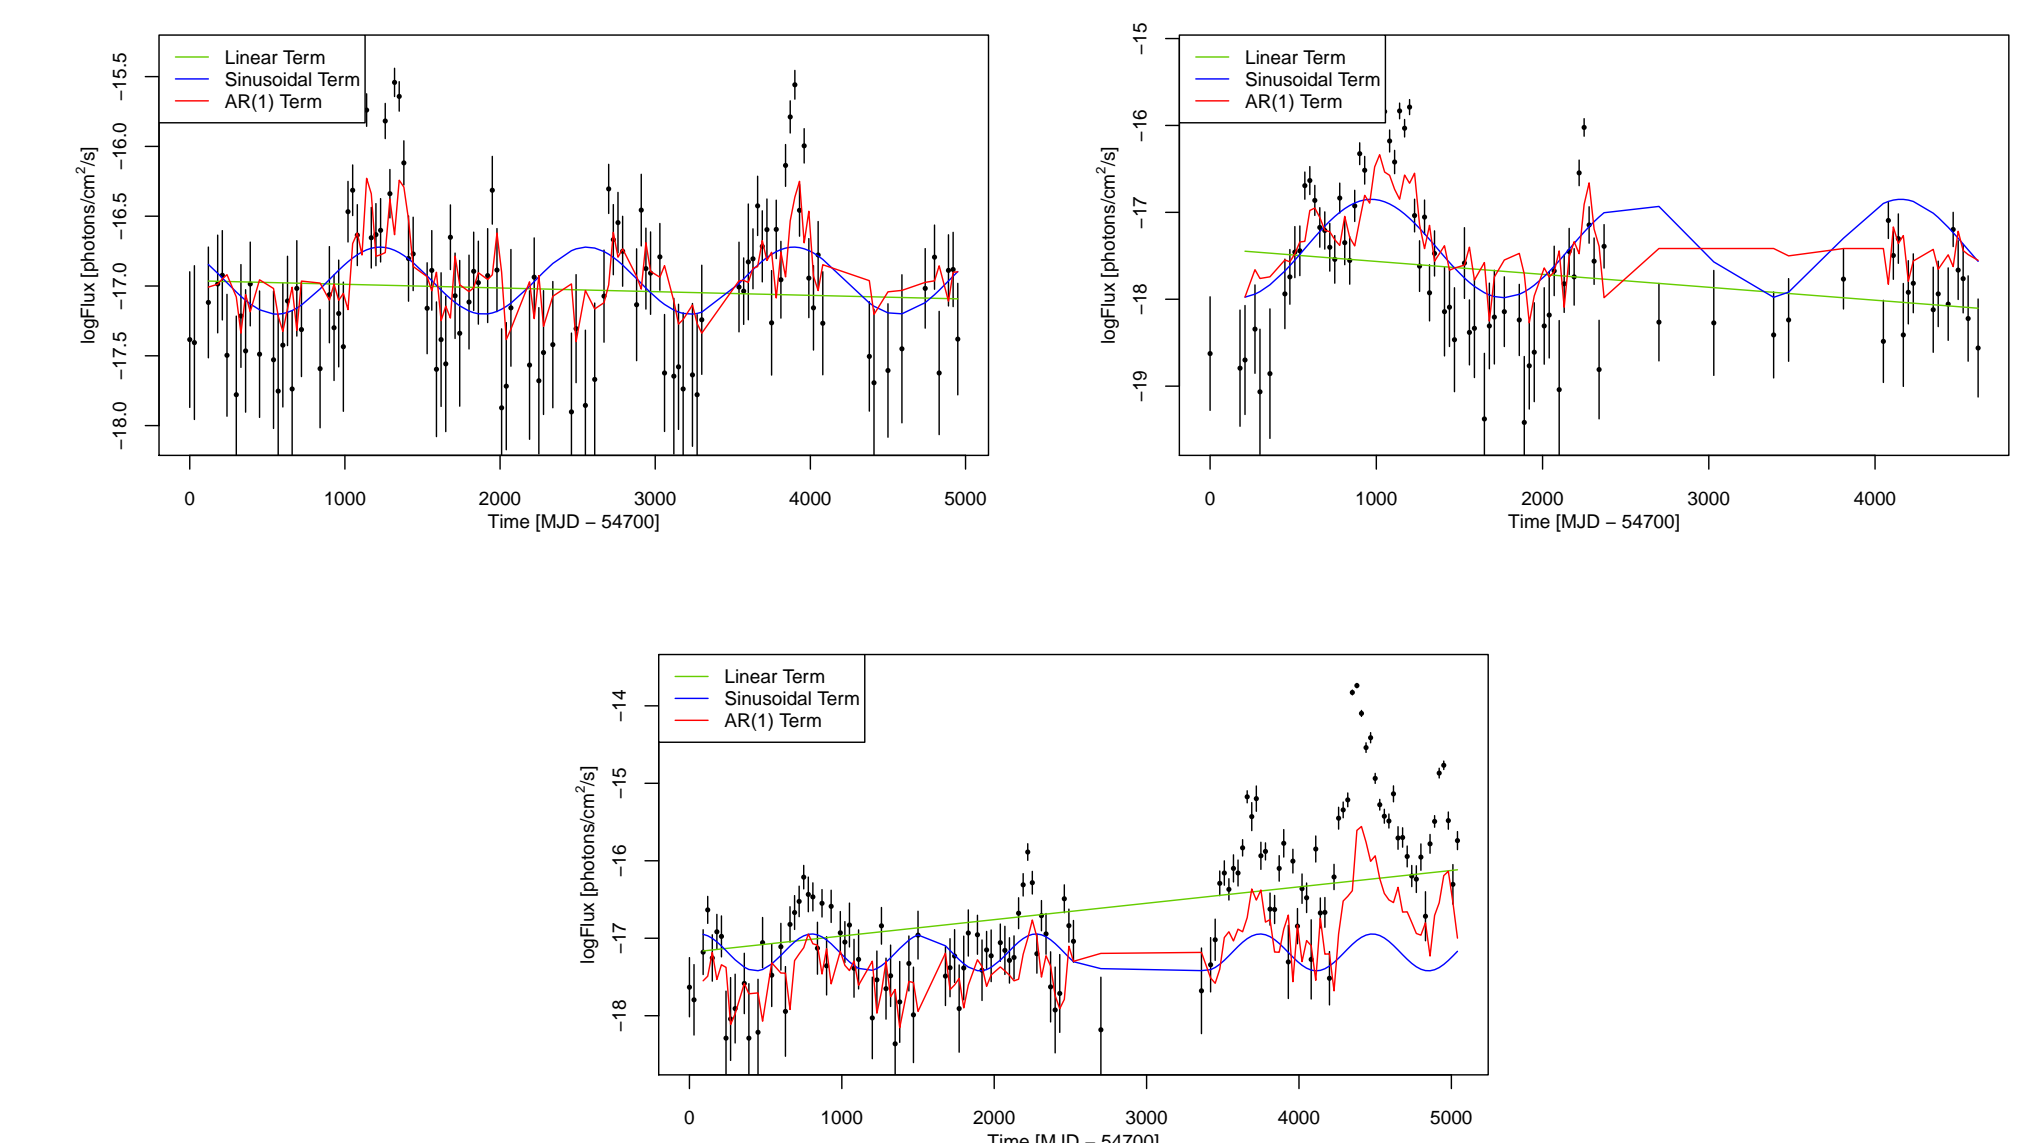 Linear Term
Sinusoidal Term
AR(1) Term
−15.5
−16.0
−16.5
−17.0
−17.5
−18.0
logFlux [photons/cm²/s]
0 1000 2000 3000 4000 5000
Time [MJD − 54700]
Linear Term
Sinusoidal Term
AR(1) Term
−15
−16
−17
−18
−19
logFlux [photons/cm²/s]
0 1000 2000 3000 4000
Time [MJD − 54700]
Linear Term
Sinusoidal Term
AR(1) Term
−14
−15
−16
−17
−18
logFlux [photons/cm²/s]
0 1000 2000 3000 4000 5000
Time [MJD − 54700]